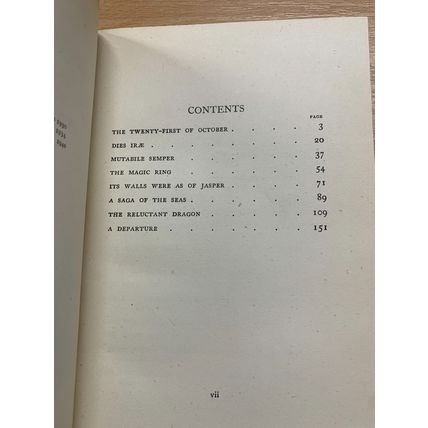 CONTENTS
PAGE
THE TWENTY-FIRST OF OCTOBER . . . . 3
DIES IRÆ . . . . . . . . 20
MUTABILE SEMPER . . . . . . . 37
THE MAGIC RING . . . . . . . 54
ITS WALLS WERE AS OF JASPER . . . . . 71
A SAGA OF THE SEAS . . . . . . . 89
THE RELUCTANT DRAGON . . . . . . 109
A DEPARTURE . . . . . . . . 151
vii